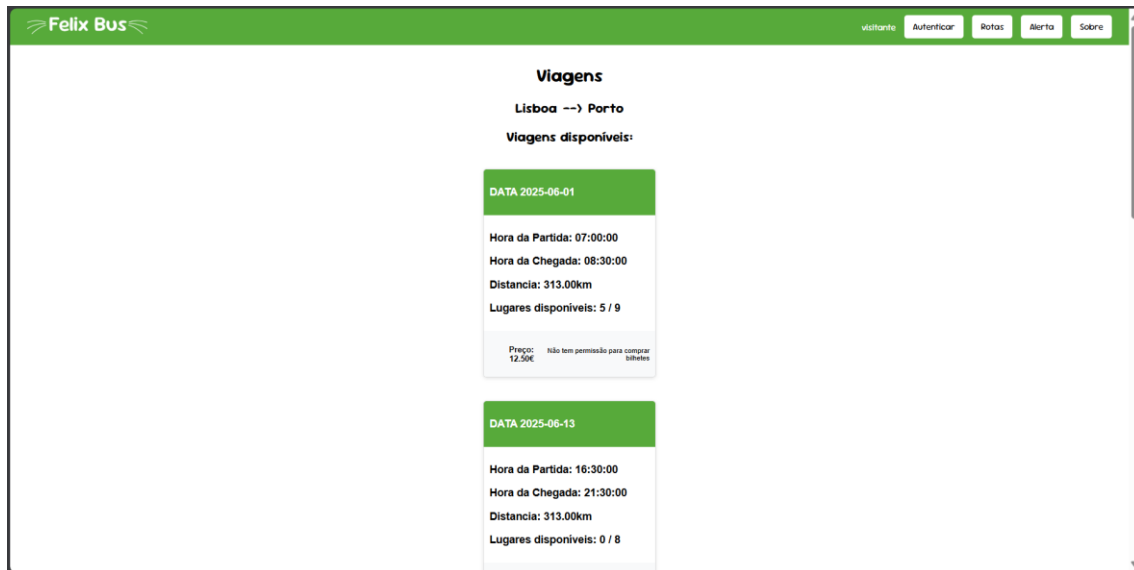 Felix Bus
visitante Autenticar Rotas Alerta Sobre
Viagens
Lisboa --> Porto
Viagens disponíveis:
DATA 2025-06-01
Hora da Partida: 07:00:00
Hora da Chegada: 08:30:00
Distancia: 313.00km
Lugares disponíveis: 5 / 9
Preço:
12.50€
Não tem permissão para comprar
bilhetes
DATA 2025-06-13
Hora da Partida: 16:30:00
Hora da Chegada: 21:30:00
Distancia: 313.00km
Lugares disponíveis: 0 / 8